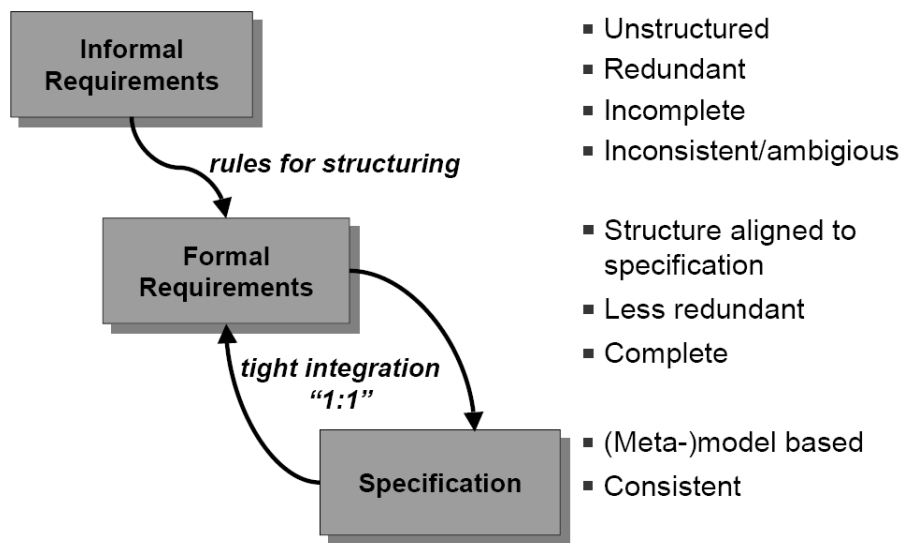 Informal
Requirements
▪ Unstructured
▪ Redundant
▪ Incomplete
▪ Inconsistent/ambigious
rules for structuring
Formal
Requirements
▪ Structure aligned to
specification
▪ Less redundant
▪ Complete
tight integration
“1:1”
Specification
▪ (Meta-)model based
▪ Consistent